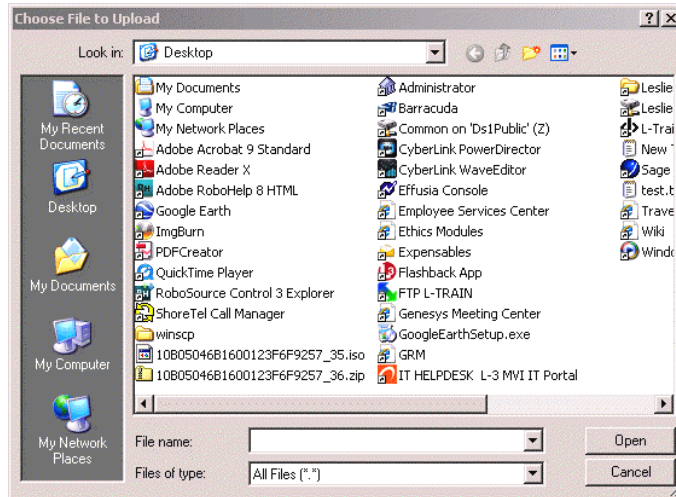 Choose File to Upload
Look in:
Desktop
My Recent
Documents
Desktop
My Documents
My Computer
My Network
Places
My Documents
My Computer
My Network Places
Adobe Acrobat 9 Standard
Adobe Reader X
Adobe RoboHelp 8 HTML
Google Earth
ImgBurn
PDFCreator
QuickTime Player
RoboSource Control 3 Explorer
ShoreTel Call Manager
winscp
10B05046B1600123F6F9257_35.iso
10B05046B1600123F6F9257_36.zip
Administrator
Barracuda
Common on 'Ds1Public' (Z)
CyberLink PowerDirector
CyberLink WaveEditor
Effusia Console
Employee Services Center
Ethics Modules
Expensables
Flashback App
FTP L-TRAIN
Genesys Meeting Center
GoogleEarthSetup.exe
GRM
IT HELPDESK L-3 MVI IT Portal
Leslie
Leslie
L-Trai
New
Sage
test.t
Trave
Wiki
Windo
File name:
Open
Files of type:
All Files (*.*)
Cancel